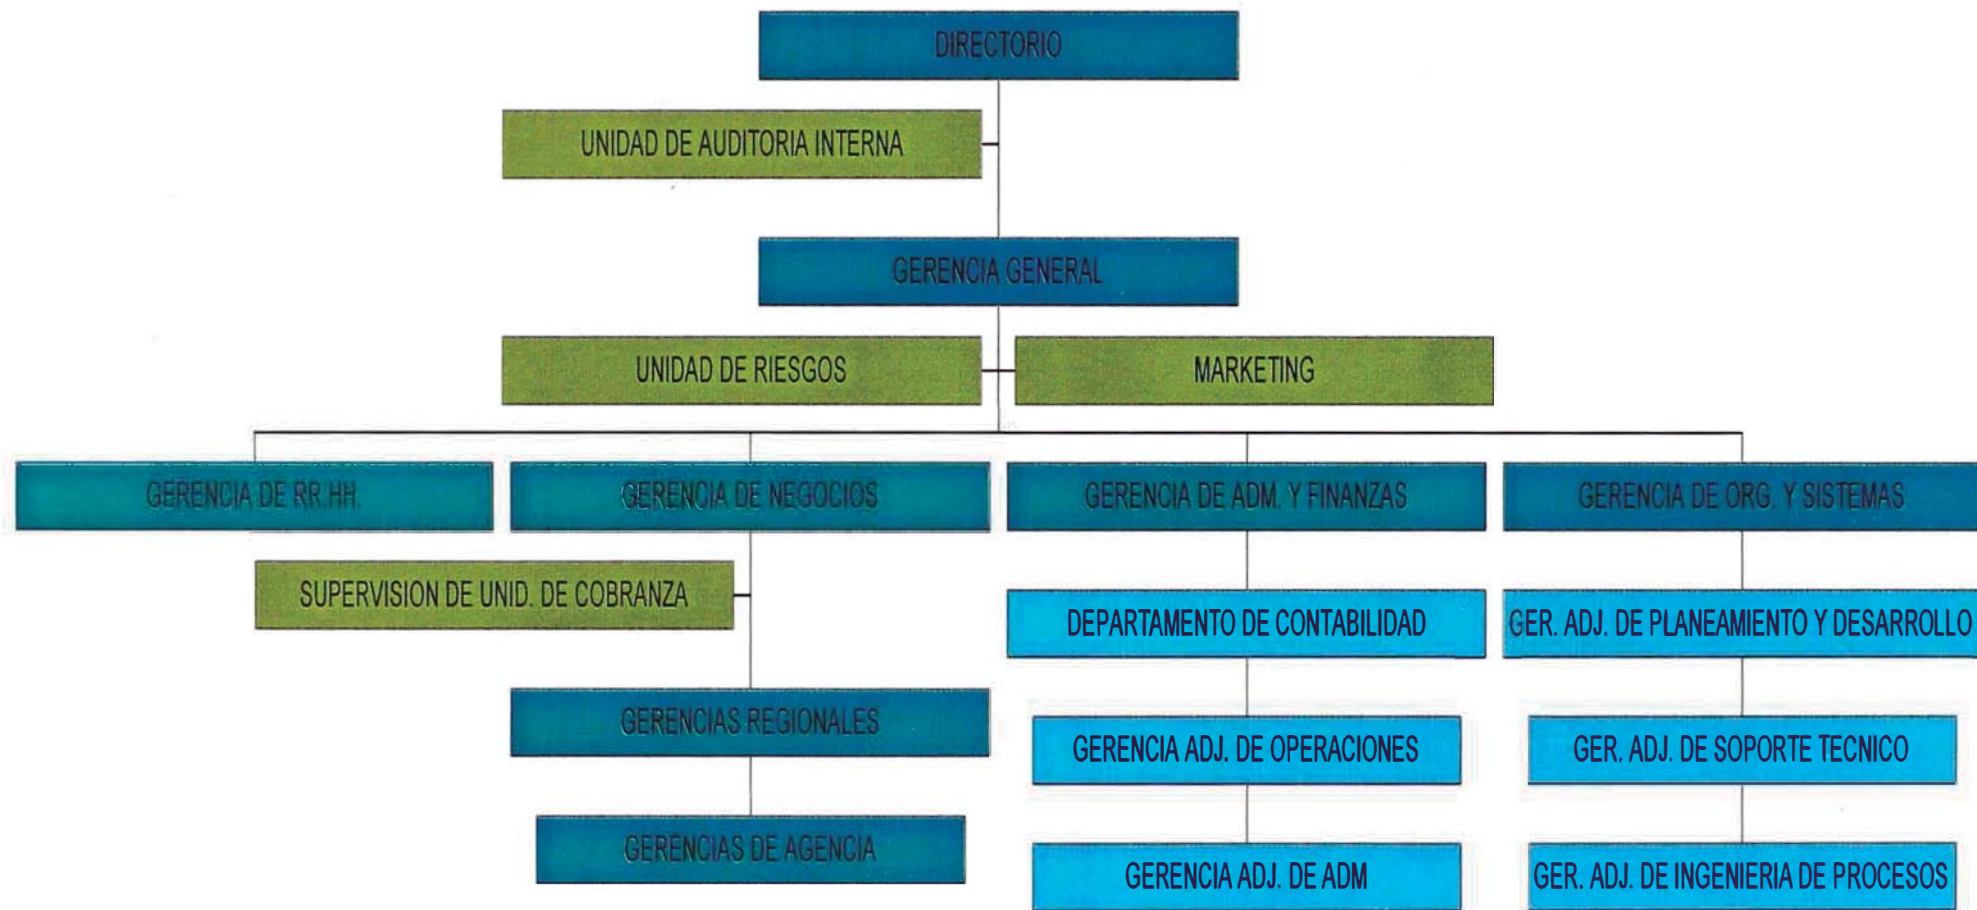 DIRECTORIO
UNIDAD DE AUDITORIA INTERNA
GERENCIA GENERAL
UNIDAD DE RIESGOS
MARKETING
GERENCIA DE RR.HH.
GERENCIA DE NEGOCIOS
GERENCIA DE ADM. Y FINANZAS
GERENCIA DE ORG. Y SISTEMAS
SUPERVISION DE UNID. DE COBRANZA
DEPARTAMENTO DE CONTABILIDAD
GER. ADJ. DE PLANEAMIENTO Y DESARROLLO
GERENCIAS REGIONALES
GERENCIA ADJ. DE OPERACIONES
GER. ADJ. DE SOPORTE TECNICO
GERENCIAS DE AGENCIA
GERENCIA ADJ. DE ADM
GER. ADJ. DE INGENIERIA DE PROCESOS